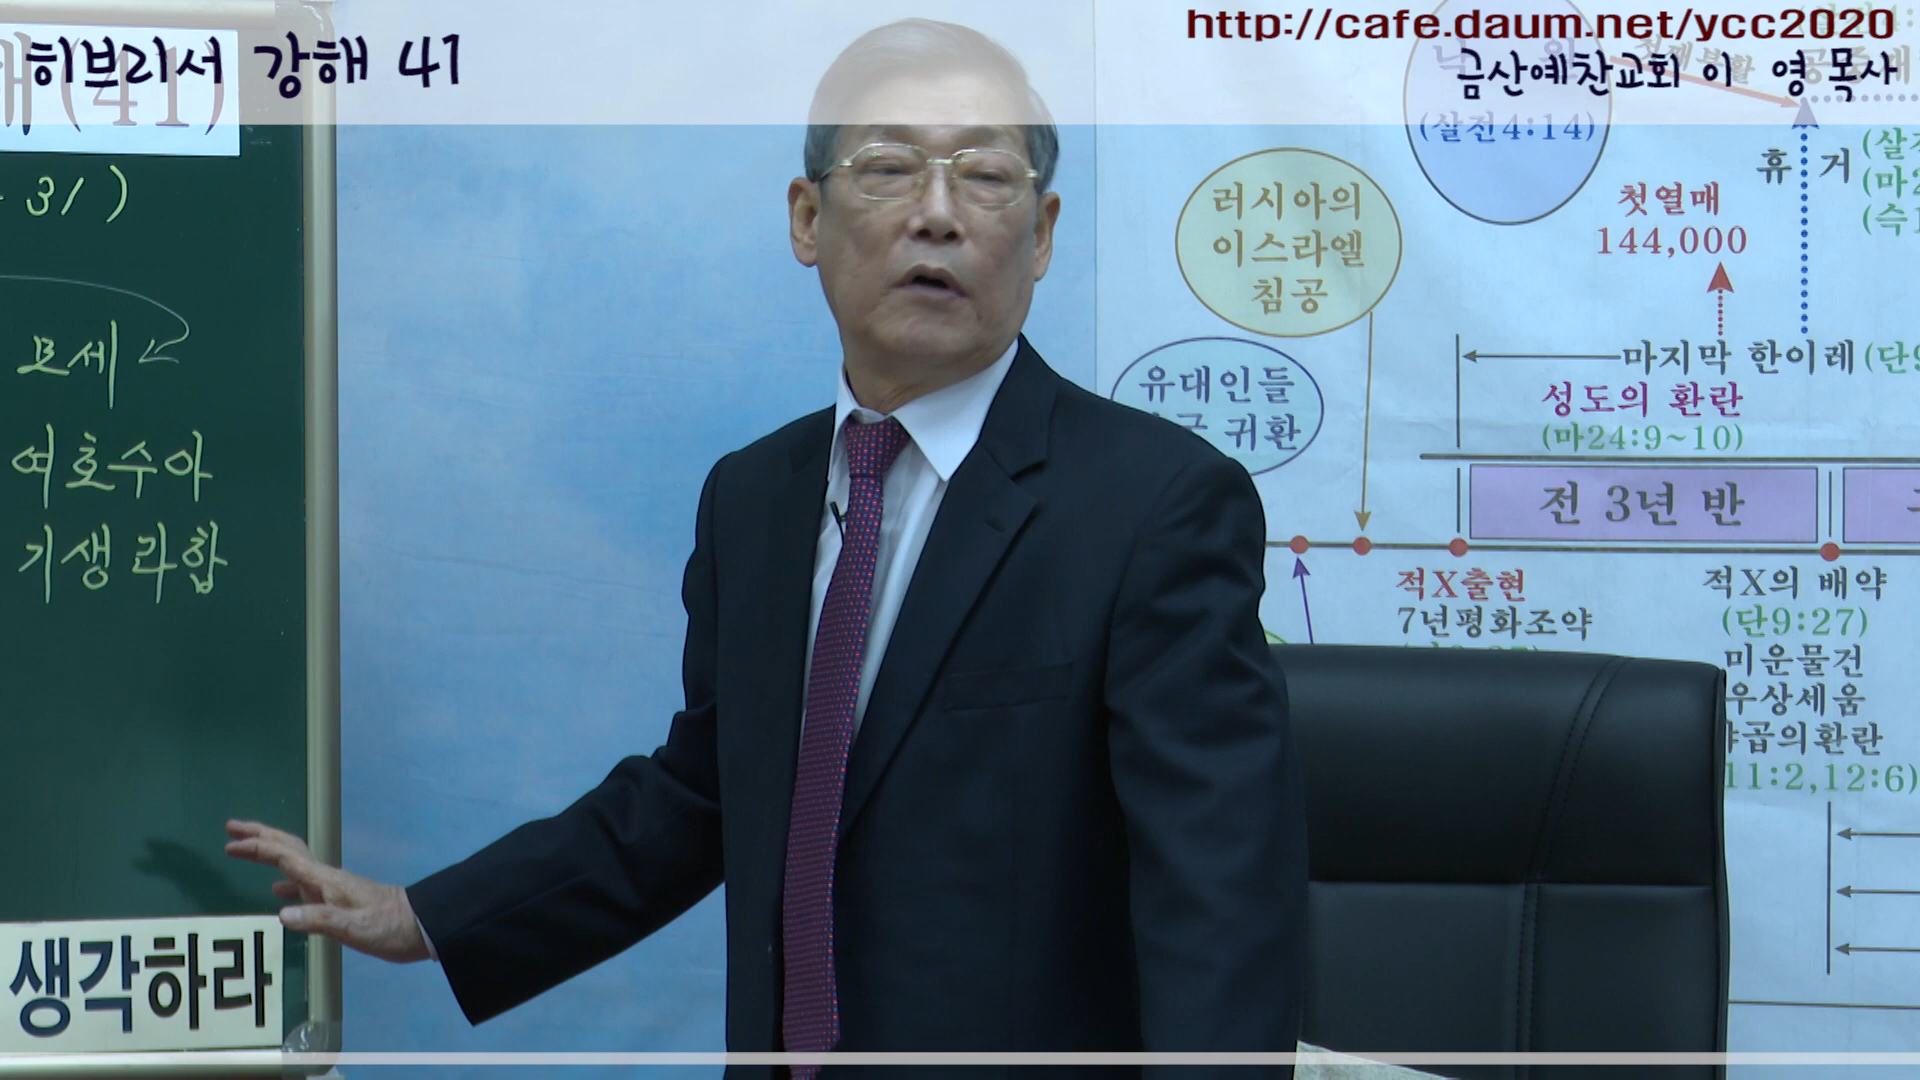 http://cafe.daum.net/ycc2020
히브리서 강해 41
금산예찬교회 이 영 목사
(41)
31)
모세
여호수아
기생 라합
생각하라
(살전4:14)
휴 거
러시아의
이스라엘
침공
첫열매
144,000
유대인들
귀환
마지막 한이레
성도의 환란
(마24:9~10)
전 3년 반
적X출현
7년평화조약
적X의 배약
(단9:27)
미운물건
우상세움
야곱의환란
11:2,12:6)